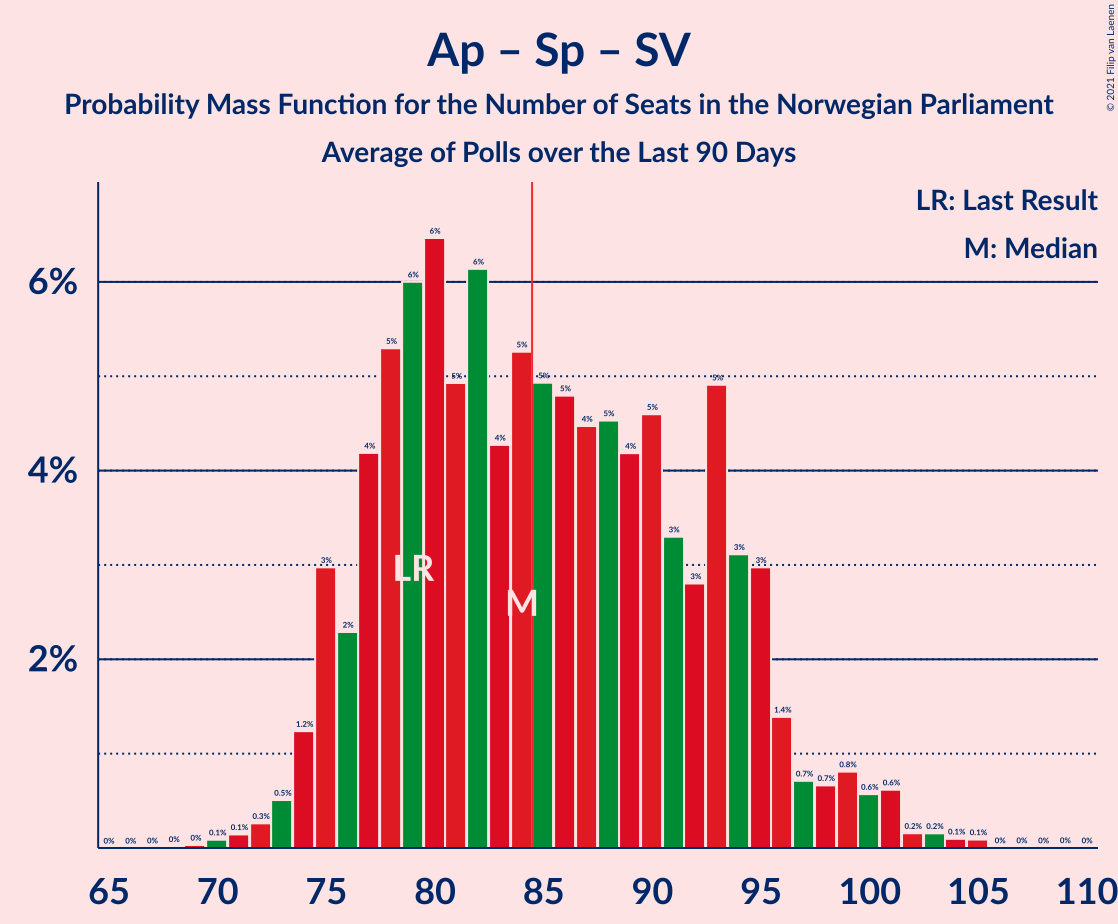 Ap – Sp – SV
Probability Mass Function for the Number of Seats in the Norwegian Parliament
Average of Polls over the Last 90 Days
© 2021 Filip van Laenen
LR: Last Result
M: Median
6%
4%
2%
0% 0% 0% 0% 0% 0.1% 0.1% 0.3% 0.5% 1.2% 3% 2% 4% 5% 6% 6% 5% 6% 4% 5% 5% 5% 4% 5% 4% 5% 3% 3% 5% 3% 3% 1.4% 0.7% 0.7% 0.8% 0.6% 0.6% 0.2% 0.2% 0.1% 0.1% 0% 0% 0% 0% 0%
LR
M
65 70 75 80 85 90 95 100 105 110